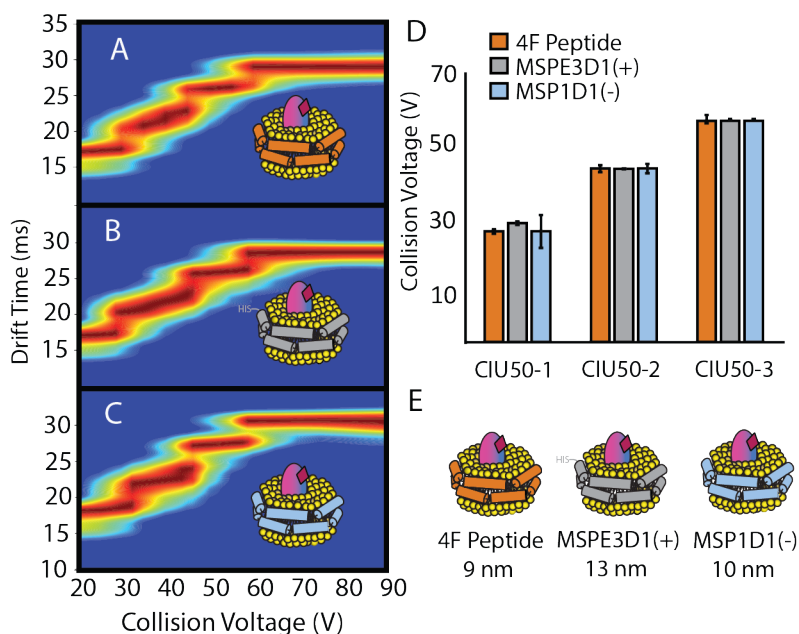 A
35
30
25
20
15
B
HIS
30
25
20
15
C
30
25
20
15
10
Drift Time (ms)
20 30 40 50 60 70 80 90
Collision Voltage (V)
D
4F Peptide
MSPE3D1(+)
MSP1D1(-)
70
50
30
10
Collision Voltage (V)
CIU50-1 CIU50-2 CIU50-3
E
HIS
4F Peptide MSPE3D1(+) MSP1D1(-)
9 nm 13 nm 10 nm